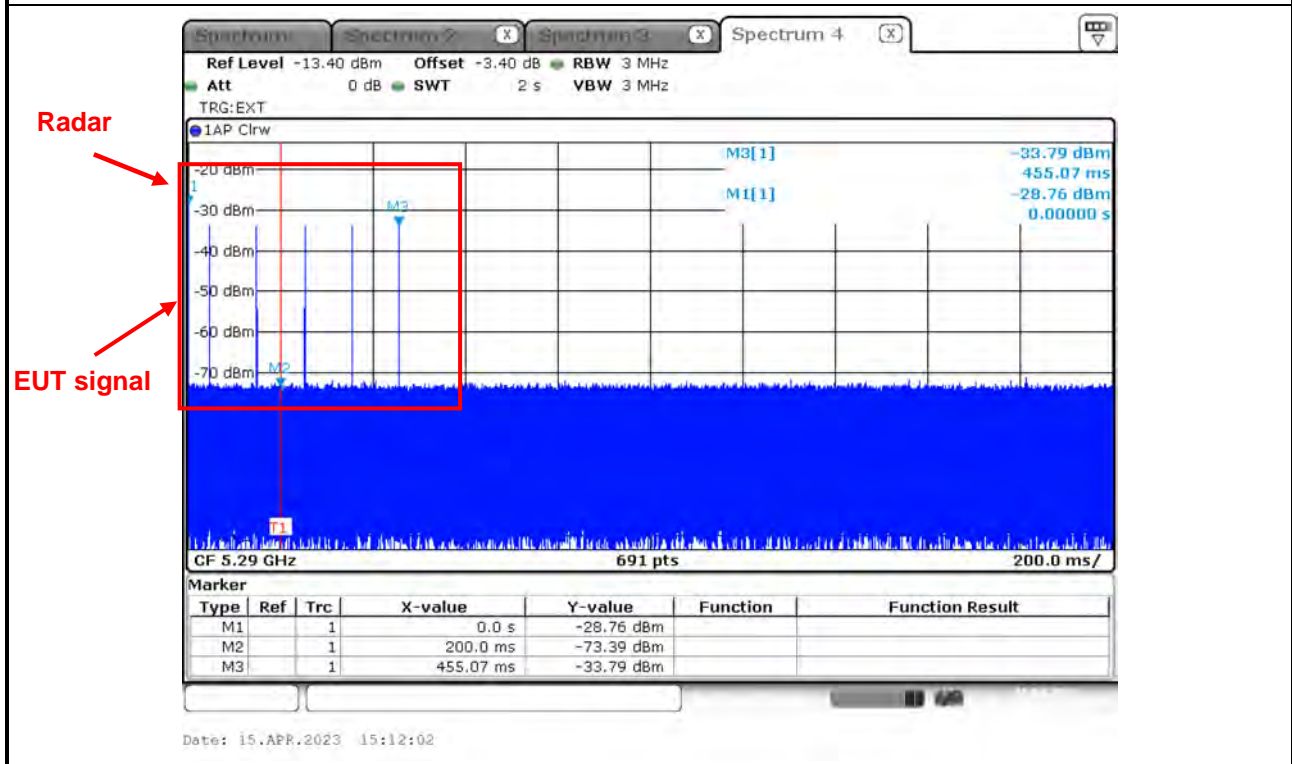 Spectrum 2 X Spectrum 3 X Spectrum 4 X
Ref Level -13.40 dBm Offset -3.40 dB RBW 3 MHz
Att 0 dB SWT 2 s VBW 3 MHz
TRG:EXT
Radar
1AP Clrw
M3[1] -33.79 dBm
455.07 ms
M1[1] -28.76 dBm
0.00000 s
-20 dBm
1
-30 dBm
M3
-40 dBm
-50 dBm
-60 dBm
-70 dBm
M2
EUT signal
T1
CF 5.29 GHz 691 pts 200.0 ms/
Marker
Type Ref Trc X-value Y-value Function Function Result
M1 1 0.0 s -28.76 dBm
M2 1 200.0 ms -73.39 dBm
M3 1 455.07 ms -33.79 dBm
Date: 15.APR.2023 15:12:02